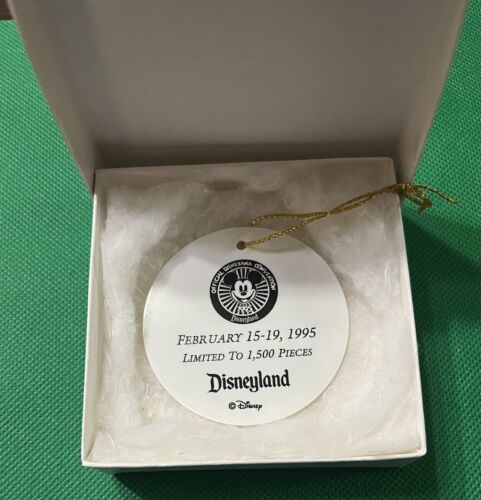 OFFICIAL DISNEYANA CONVENTION
Disneyland
FEBRUARY 15-19, 1995
LIMITED TO 1,500 PIECES
Disneyland
© Disney